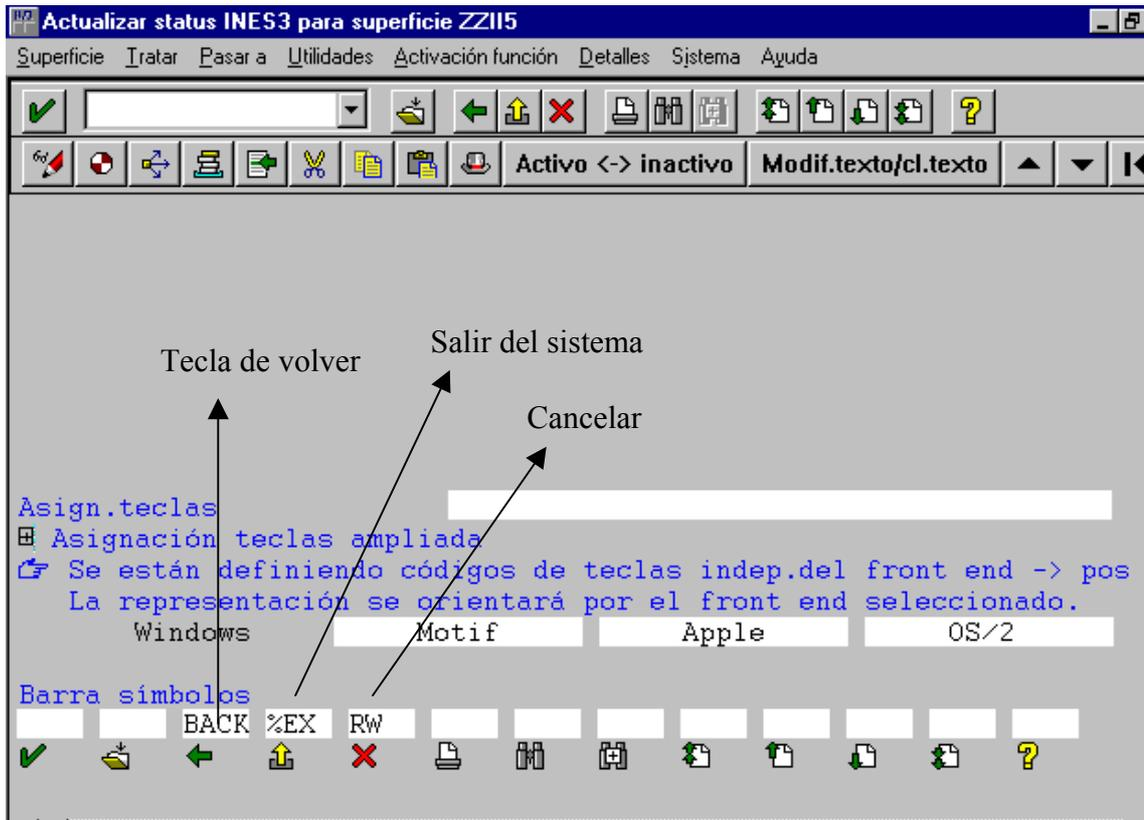 Actualizar status INES3 para superficie ZZII5
Superficie Tratar Pasar a Utilidades Activación función Detalles Sistema Ayuda
Activo <-> inactivo Modif.texto/cl.texto
Salir del sistema
Tecla de volver
Cancelar
Asign.teclas
Asignación teclas ampliada
Se están definiendo códigos de teclas indep.del front end -> pos
La representación se orientará por el front end seleccionado.
Windows Motif Apple OS/2
Barra símbolos
BACK %EX RW